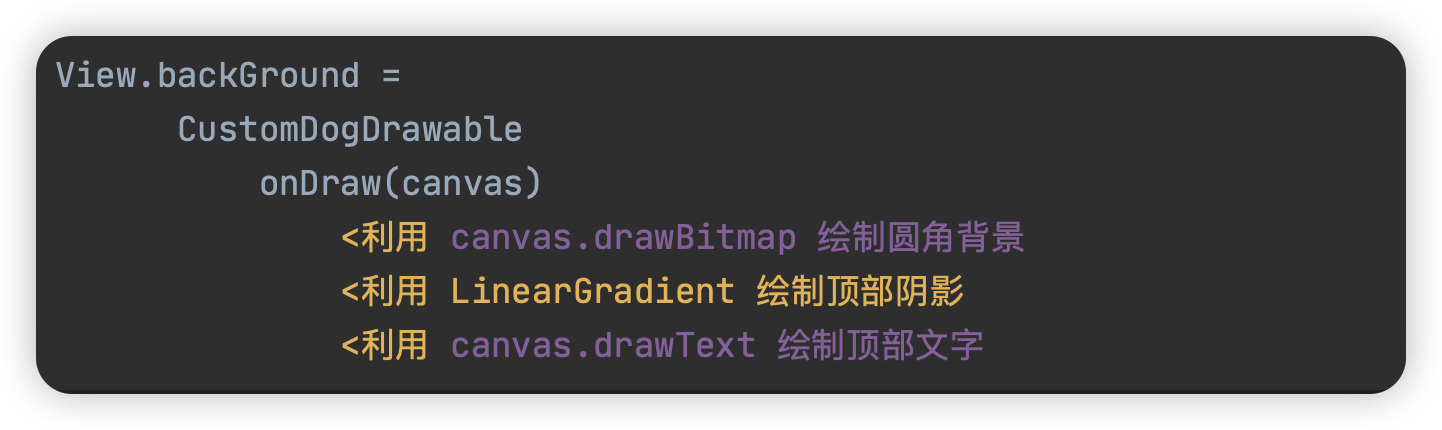 View.backGround =
CustomDogDrawable
onDraw(canvas)
<利用 canvas.drawBitmap 绘制圆角背景
<利用 LinearGradient 绘制顶部阴影
<利用 canvas.drawText 绘制顶部文字